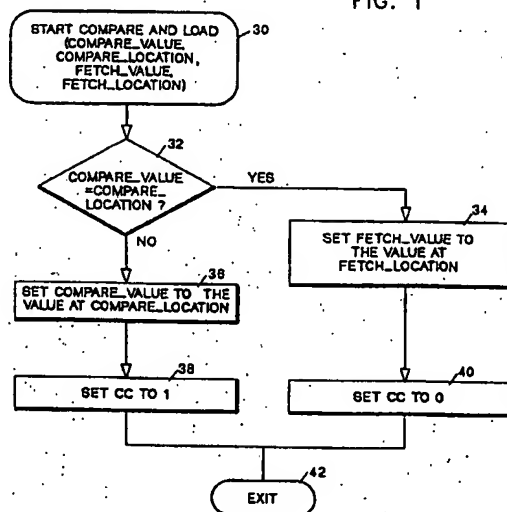 FIG. 1
START COMPARE AND LOAD
(COMPARE_VALUE,
COMPARE_LOCATION,
FETCH_VALUE,
FETCH_LOCATION)
30
32
COMPARE_VALUE
=COMPARE_
LOCATION ?
YES
NO
34
SET FETCH_VALUE TO
THE VALUE AT
FETCH_LOCATION
36
SET COMPARE_VALUE TO THE
VALUE AT COMPARE_LOCATION
38
SET CC TO 1
40
SET CC TO 0
42
EXIT